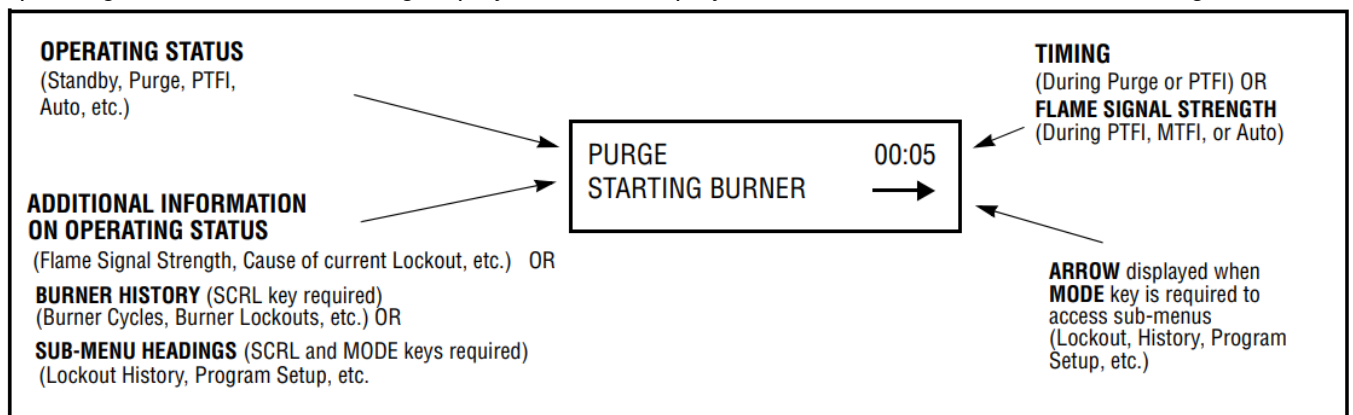 OPERATING STATUS
(Standby, Purge, PTFI,
Auto, etc.)
ADDITIONAL INFORMATION
ON OPERATING STATUS
(Flame Signal Strength, Cause of current Lockout, etc.) OR
BURNER HISTORY (SCRL key required)
(Burner Cycles, Burner Lockouts, etc.) OR
SUB-MENU HEADINGS (SCRL and MODE keys required)
(Lockout History, Program Setup, etc.
PURGE 00:05
STARTING BURNER
TIMING
(During Purge or PTFI) OR
FLAME SIGNAL STRENGTH
(During PTFI, MTFI, or Auto)
ARROW displayed when
MODE key is required to
access sub-menus
(Lockout, History, Program
Setup, etc.)